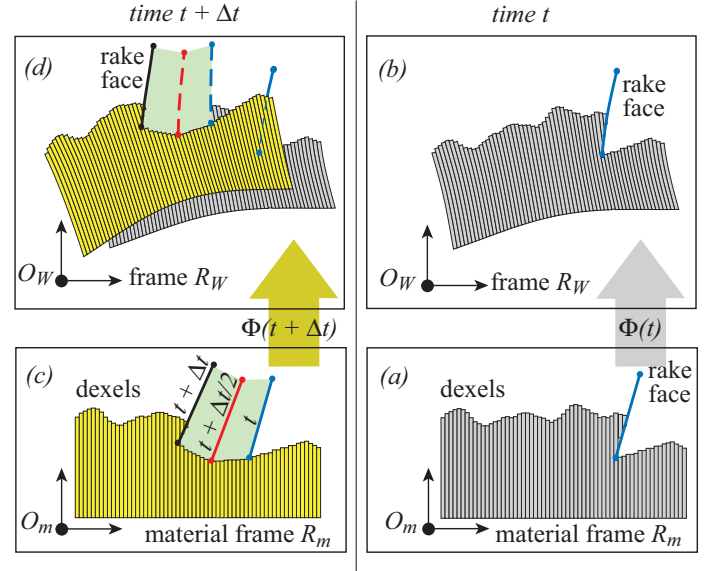 time t + Δt
time t
(d)
rake
face
O_W
frame R_W
(b)
rake
face
O_W
frame R_W
Φ(t + Δt)
Φ(t)
(c)
dexels
t + Δt
t + Δt/2
t
O_m
material frame R_m
(a)
dexels
rake
face
O_m
material frame R_m